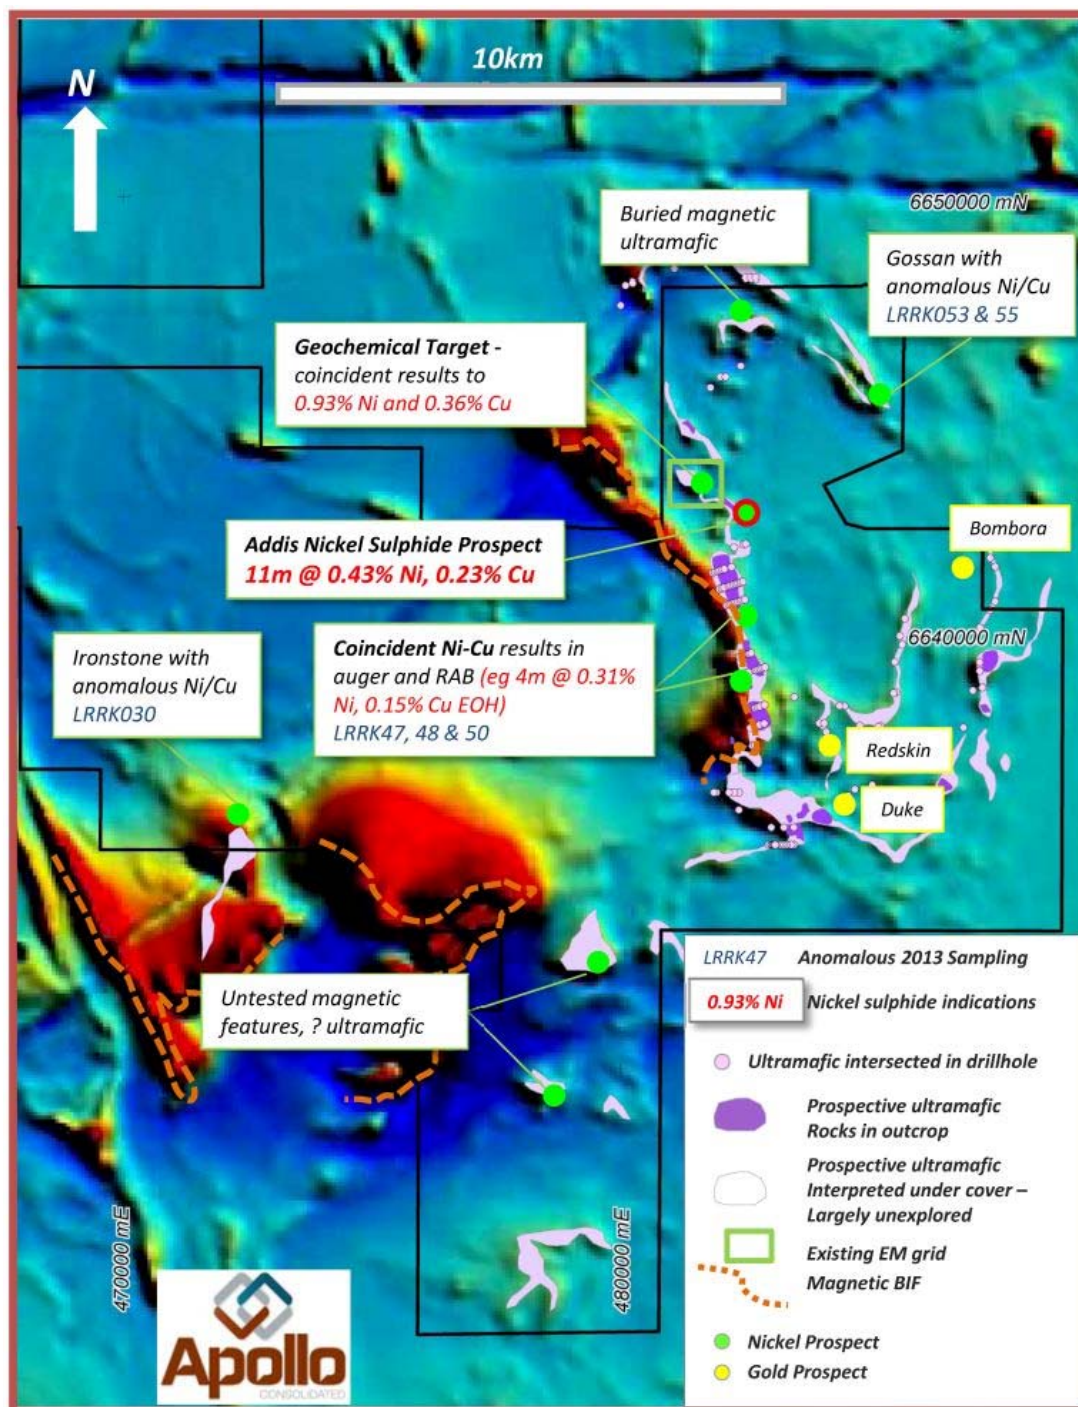 10km
N
6650000 mN
Buried magnetic
ultramafic
Gossan with
anomalous Ni/Cu
LRRK053 & 55
Geochemical Target -
coincident results to
0.93% Ni and 0.36% Cu
Bombora
Addis Nickel Sulphide Prospect
11m @ 0.43% Ni, 0.23% Cu
6640000 mN
Ironstone with
anomalous Ni/Cu
LRRK030
Coincident Ni-Cu results in
auger and RAB (eg 4m @ 0.31%
Ni, 0.15% Cu EOH)
LRRK47, 48 & 50
Redskin
Duke
Untested magnetic
features, ? ultramafic
LRRK47 Anomalous 2013 Sampling
0.93% Ni Nickel sulphide indications
Ultramafic intersected in drillhole
Prospective ultramafic
Rocks in outcrop
Prospective ultramafic
Interpreted under cover –
Largely unexplored
Existing EM grid
Magnetic BIF
Nickel Prospect
Gold Prospect
470000 mE
480000 mE
Apollo
CONSOLIDATED